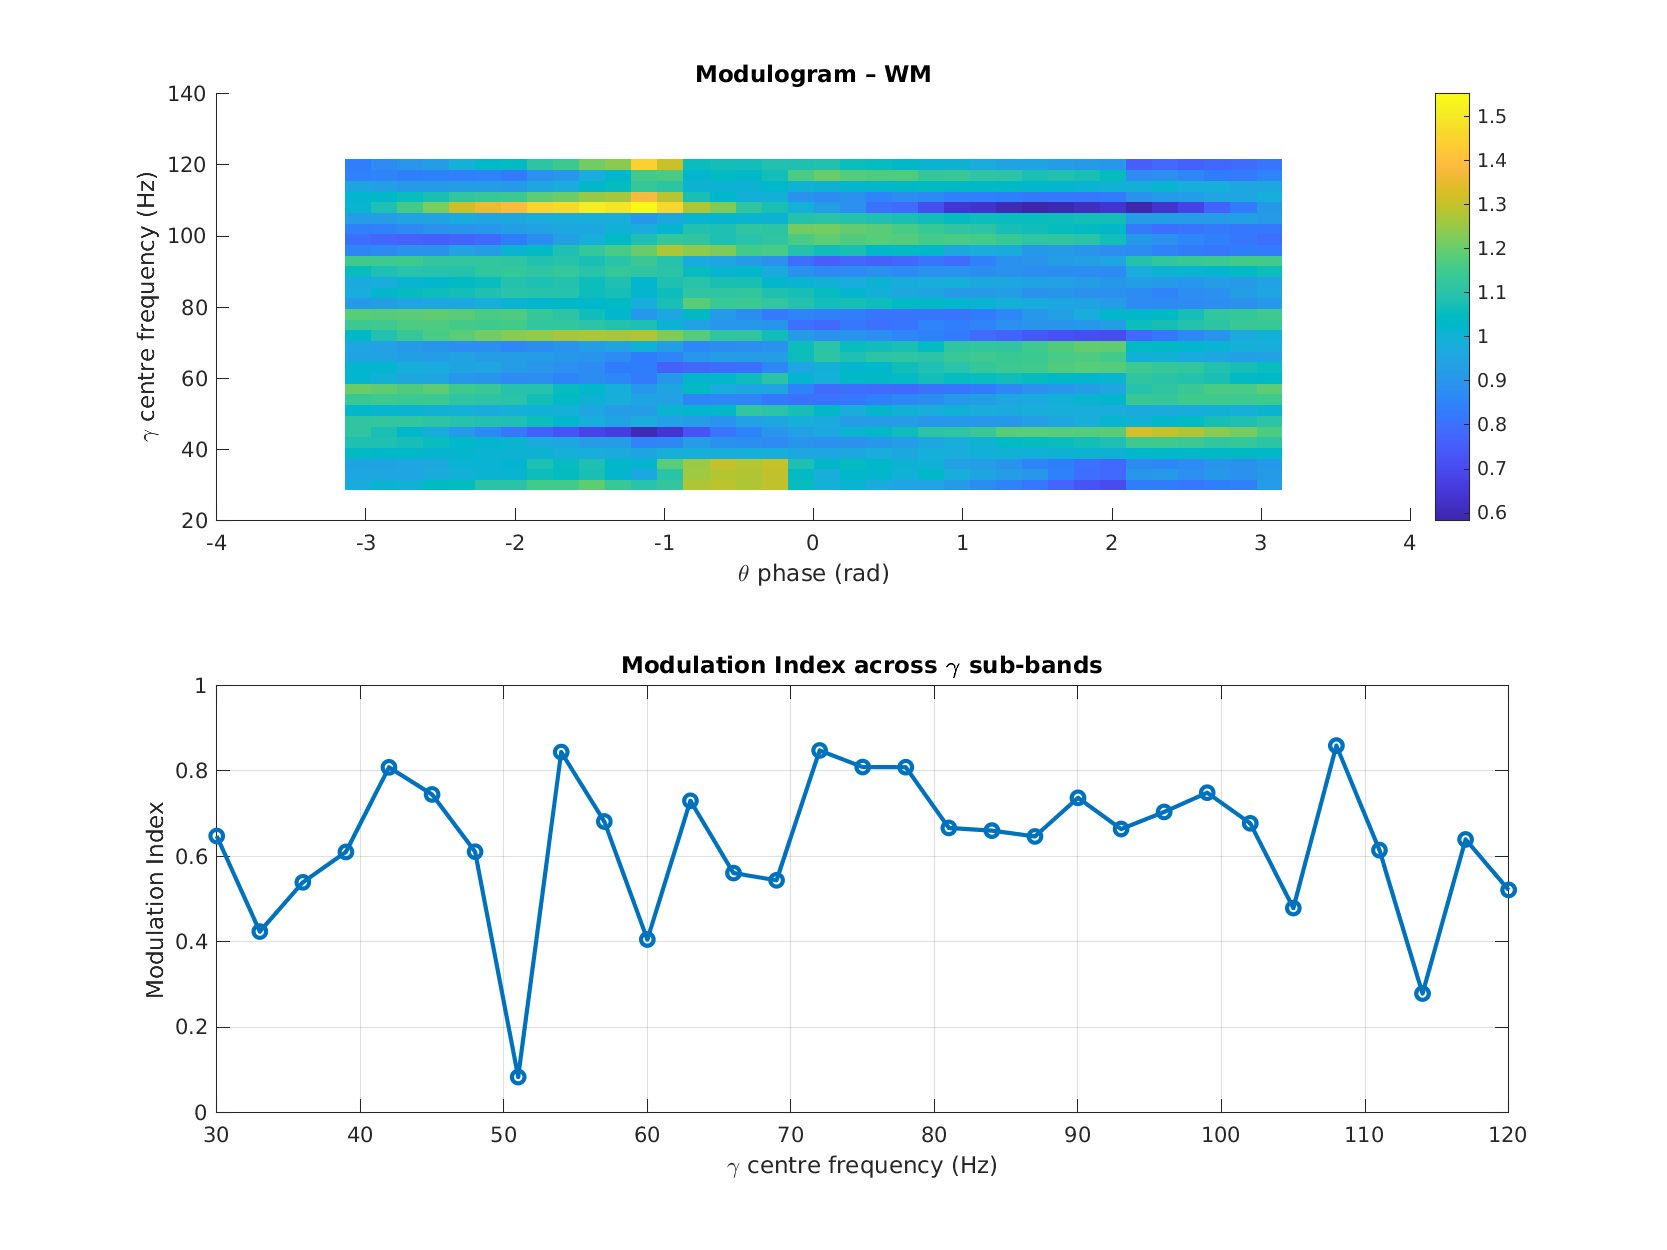 Modulogram – WM
140
120
100
80
60
40
20
γ centre frequency (Hz)
-4 -3 -2 -1 0 1 2 3 4
θ phase (rad)
1.5
1.4
1.3
1.2
1.1
1
0.9
0.8
0.7
0.6
Modulation Index across γ sub-bands
1
0.8
0.6
0.4
0.2
0
Modulation Index
30 40 50 60 70 80 90 100 110 120
γ centre frequency (Hz)